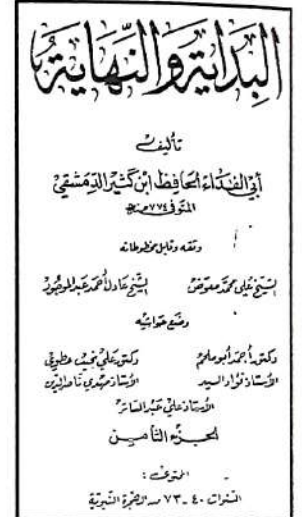 البداية والنهاية
تأليف
أبي الفداء الحافظ ابن كثير الدمشقي
المتوفى ٧٧٤ هـ
وثقه وقابل مخطوطاته
الشيخ علي محمد معوض الشيخ عادل أحمد عبد الموجود
وضع حواشيه
دكتور أحمد أبو ملحم دكتور علي نجيب عطوي
الأستاذ فؤاد السيد الأستاذ مهدي ناصر الدين
الأستاذ علي عبد الساتر
الجزء الثامن
المحتوى :
السنوات ٤٠ - ٧٣ من الهجرة النبوية